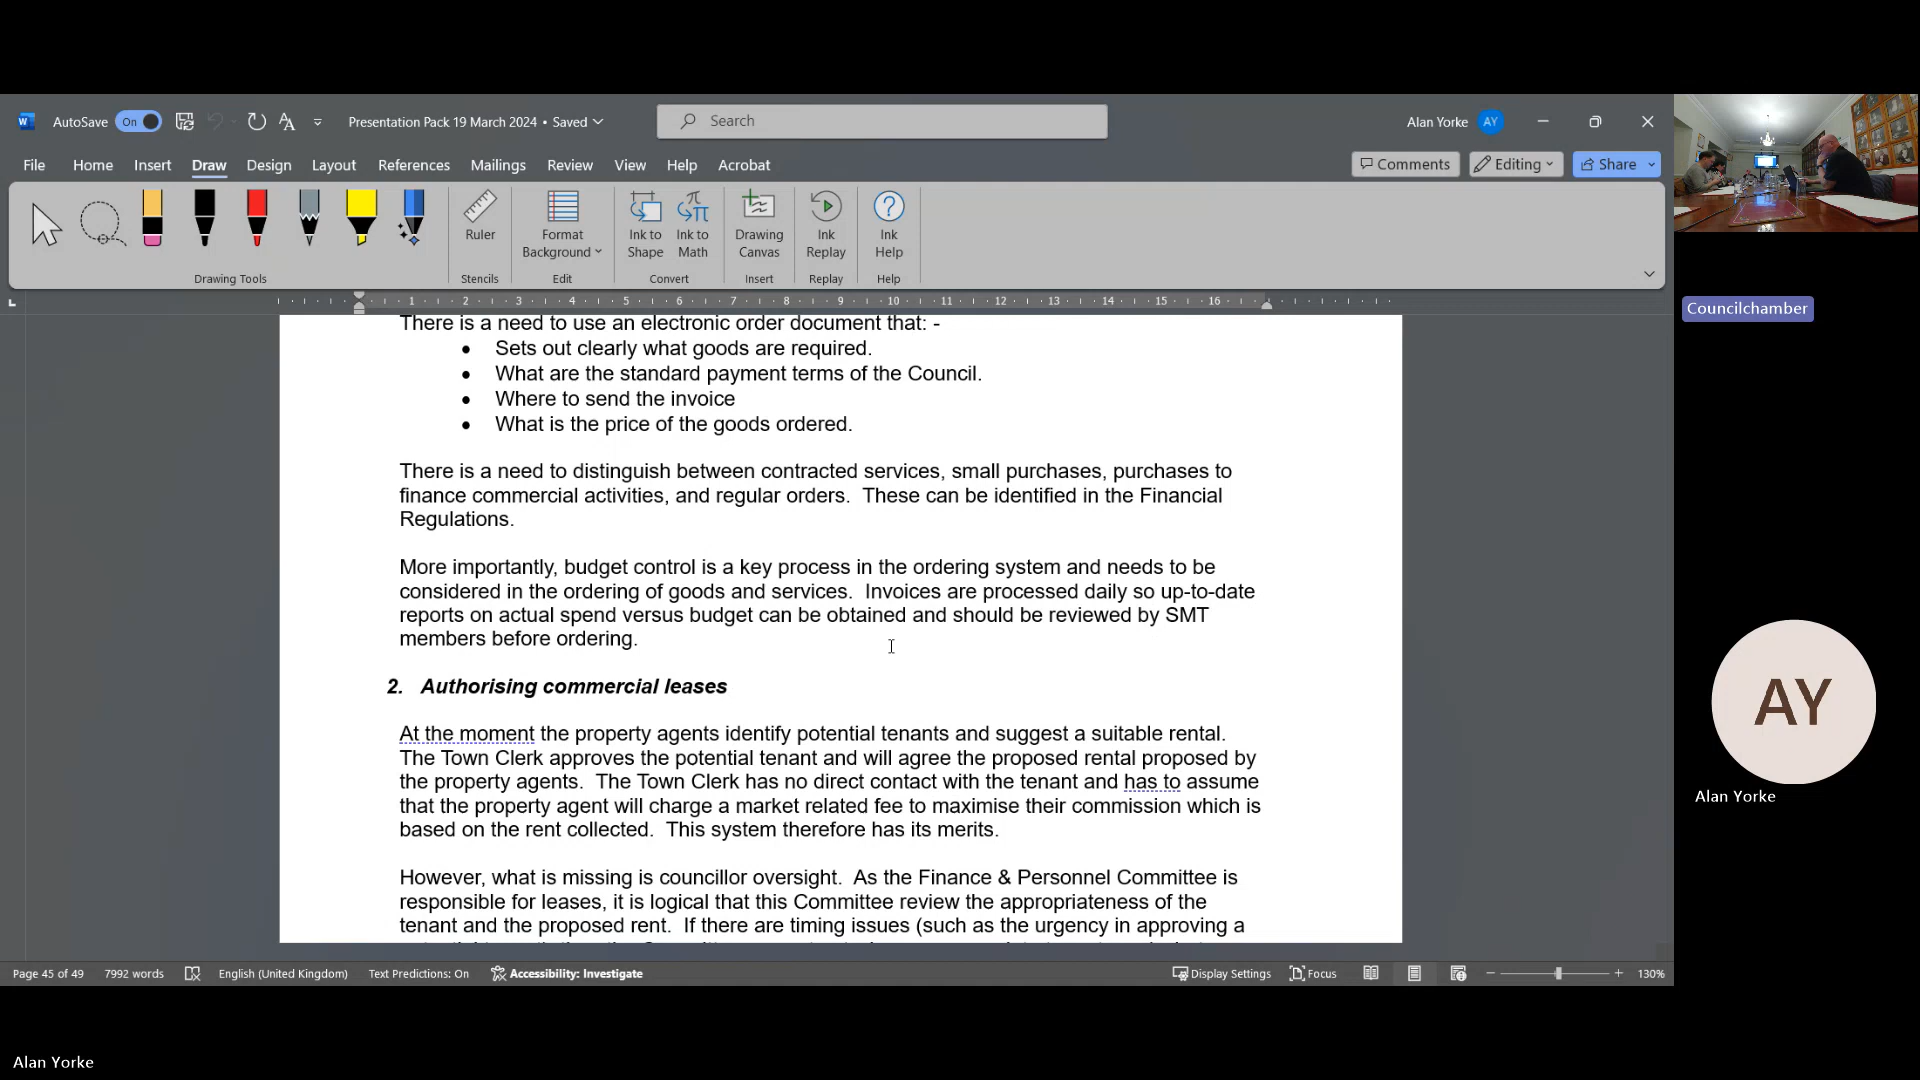 AutoSave On Presentation Pack 19 March 2024 • Saved Search Alan Yorke AY
File Home Insert Draw Design Layout References Mailings Review View Help Acrobat Comments Editing Share
Ruler Format Background Ink to Shape Ink to Math Drawing Canvas Ink Replay Ink Help
Drawing Tools Stencils Edit Convert Insert Replay Help
1 2 3 4 5 6 7 8 9 10 11 12 13 14 15 16
Councilchamber
There is a need to use an electronic order document that: -
• Sets out clearly what goods are required.
• What are the standard payment terms of the Council.
• Where to send the invoice
• What is the price of the goods ordered.
There is a need to distinguish between contracted services, small purchases, purchases to
finance commercial activities, and regular orders.  These can be identified in the Financial
Regulations.
More importantly, budget control is a key process in the ordering system and needs to be
considered in the ordering of goods and services.  Invoices are processed daily so up-to-date
reports on actual spend versus budget can be obtained and should be reviewed by SMT
members before ordering.
2. Authorising commercial leases
At the moment the property agents identify potential tenants and suggest a suitable rental.
The Town Clerk approves the potential tenant and will agree the proposed rental proposed by
the property agents.  The Town Clerk has no direct contact with the tenant and has to assume
that the property agent will charge a market related fee to maximise their commission which is
based on the rent collected.  This system therefore has its merits.
However, what is missing is councillor oversight.  As the Finance & Personnel Committee is
responsible for leases, it is logical that this Committee review the appropriateness of the
tenant and the proposed rent.  If there are timing issues (such as the urgency in approving a
AY
Alan Yorke
Page 45 of 49 7992 words English (United Kingdom) Text Predictions: On Accessibility: Investigate Display Settings Focus 130%
Alan Yorke